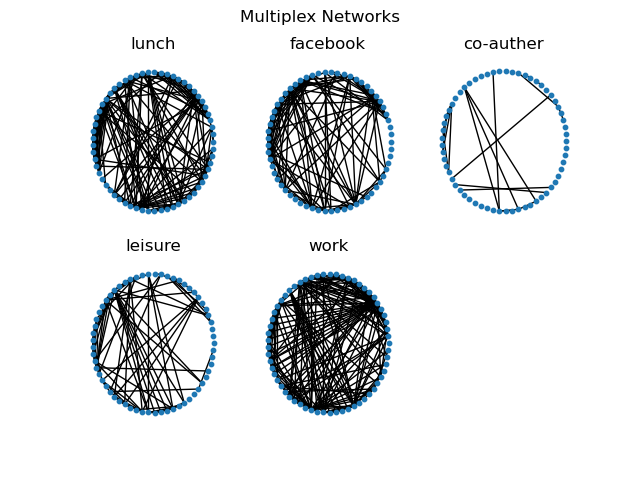 Multiplex Networks
lunch
facebook
co-auther
leisure
work